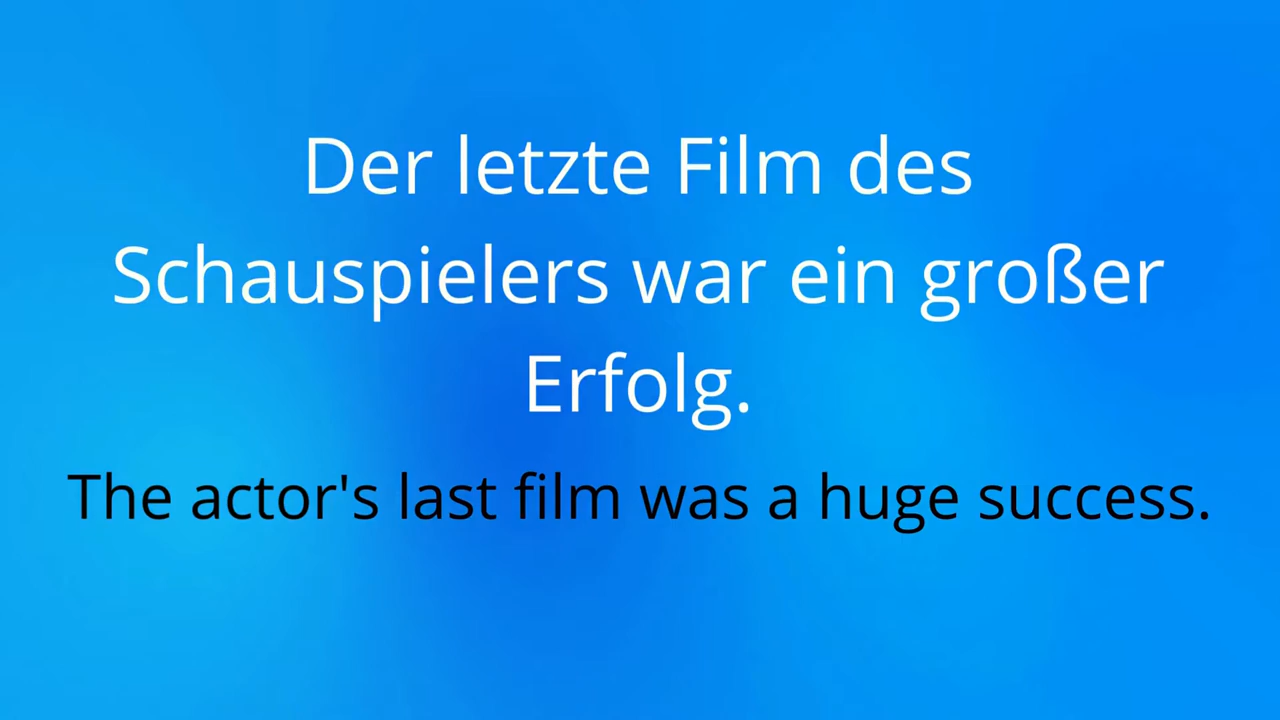 Der letzte Film des
Schauspielers war ein großer
Erfolg.
The actor's last film was a huge success.